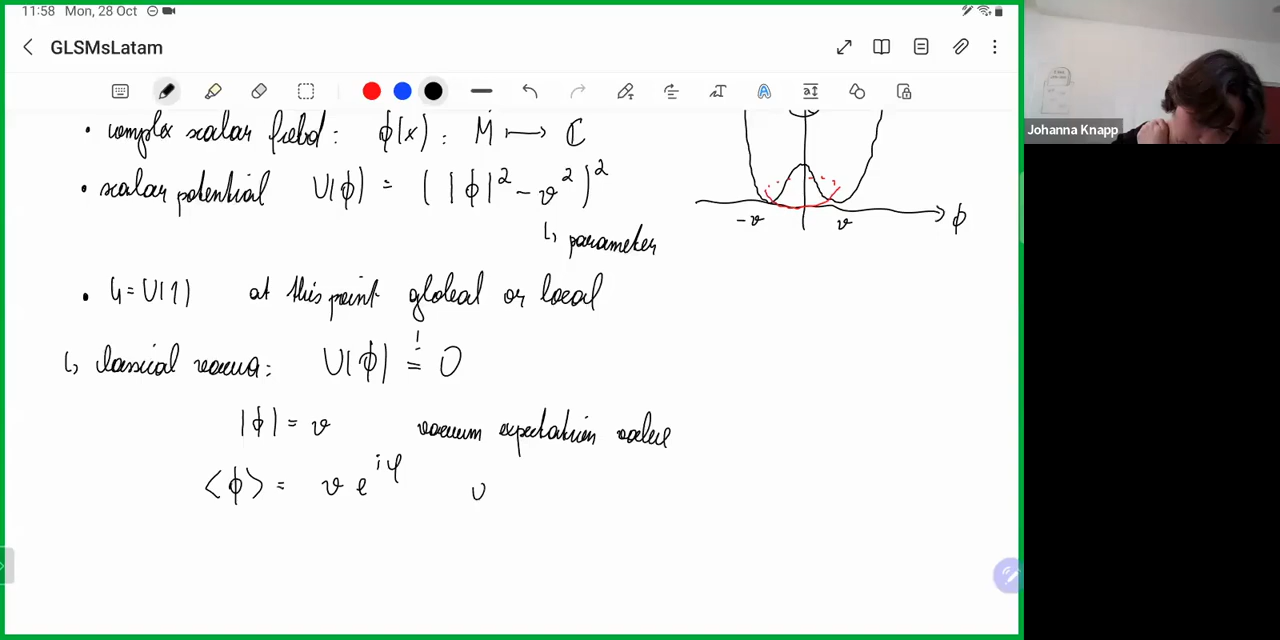 11:58 Mon, 28 Oct
GLSMsLatam
Johanna Knapp
• complex scalar field: ϕ(x): M ⟼ ℂ
• scalar potential U(ϕ) = (|ϕ|² - v²)²
↳ parameter
-v v ϕ
• G=U(1) at this point global or local
↳ classical vacua: U(ϕ) =! 0
|ϕ| = v vacuum expectation value
⟨ϕ⟩ = v e^{iφ} U